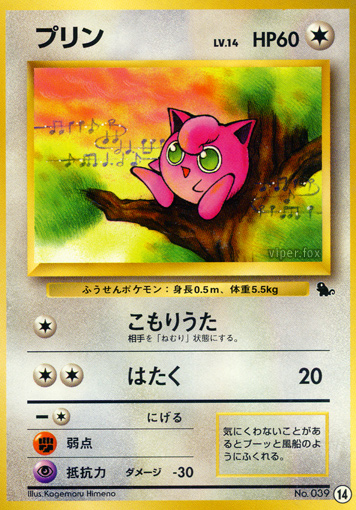 プリン LV.14 HP60
viper.fox
ふうせんポケモン：身長0.5m、体重5.5kg
こもりうた
相手を「ねむり」状態にする。
はたく 20
− にげる
弱点
抵抗力 ダメージ -30
気にくわないことがあ
るとプーッと風船のよ
うにふくれる。
Illus. Kagemaru Himeno No. 039 14